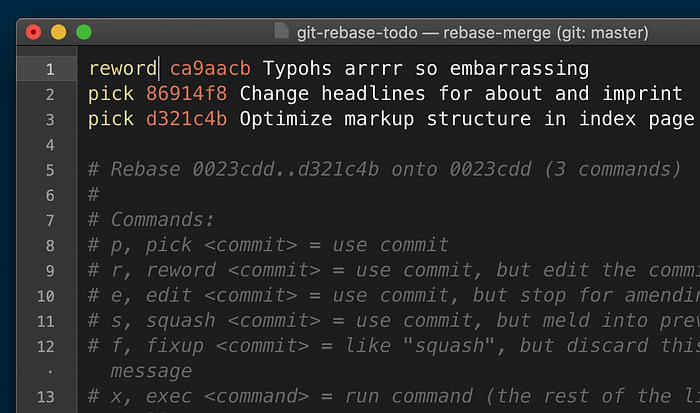 git-rebase-todo — rebase-merge (git: master)
1 reword ca9aacb Typohs arrrr so embarrassing
2 pick 86914f8 Change headlines for about and imprint
3 pick d321c4b Optimize markup structure in index page
4
5 # Rebase 0023cdd..d321c4b onto 0023cdd (3 commands)
6 #
7 # Commands:
8 # p, pick <commit> = use commit
9 # r, reword <commit> = use commit, but edit the
10 # e, edit <commit> = use commit, but stop for
11 # s, squash <commit> = use commit, but meld into
12 # f, fixup <commit> = like "squash", but discard
· message
13 # x, exec <command> = run command (the rest of the